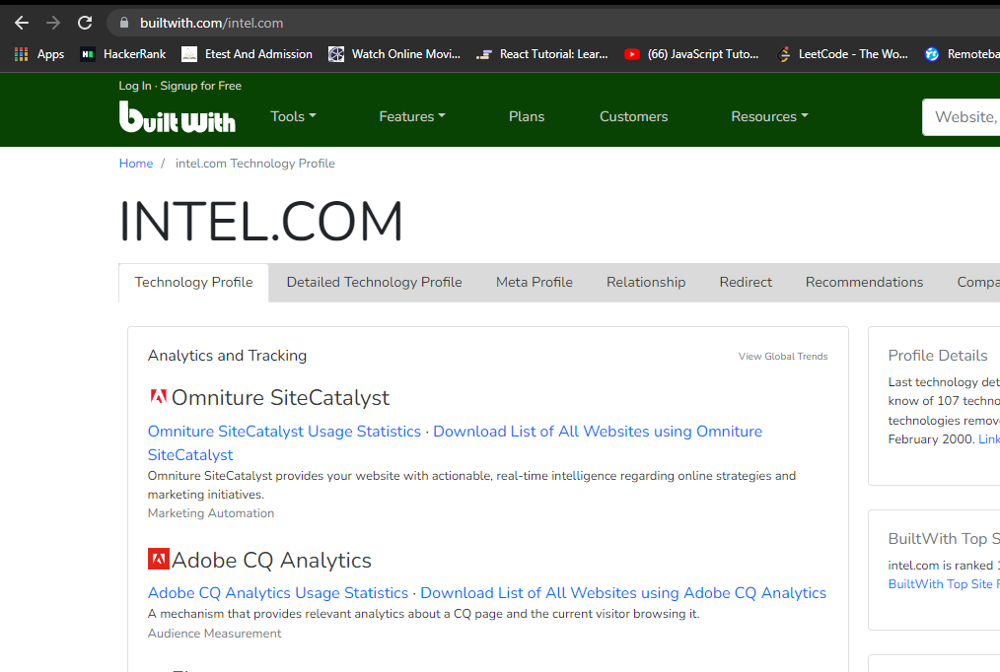 builtwith.com/intel.com
Apps HackerRank Etest And Admission Watch Online Movi... React Tutorial: Lear... (66) JavaScript Tuto... LeetCode - The Wo...
Log In · Signup for Free
built with Tools Features Plans Customers Resources Website,
Home / intel.com Technology Profile
INTEL.COM
Technology Profile Detailed Technology Profile Meta Profile Relationship Redirect Recommendations
Analytics and Tracking View Global Trends
Omniture SiteCatalyst
Omniture SiteCatalyst Usage Statistics · Download List of All Websites using Omniture
SiteCatalyst
Omniture SiteCatalyst provides your website with actionable, real-time intelligence regarding online strategies and
marketing initiatives.
Marketing Automation
Adobe CQ Analytics
Adobe CQ Analytics Usage Statistics · Download List of All Websites using Adobe CQ Analytics
A mechanism that provides relevant analytics about a CQ page and the current visitor browsing it.
Audience Measurement
Profile Details
Last technology
know of 107
technologies
February 2000. Link
BuiltWith Top
intel.com is ranked
BuiltWith Top Site